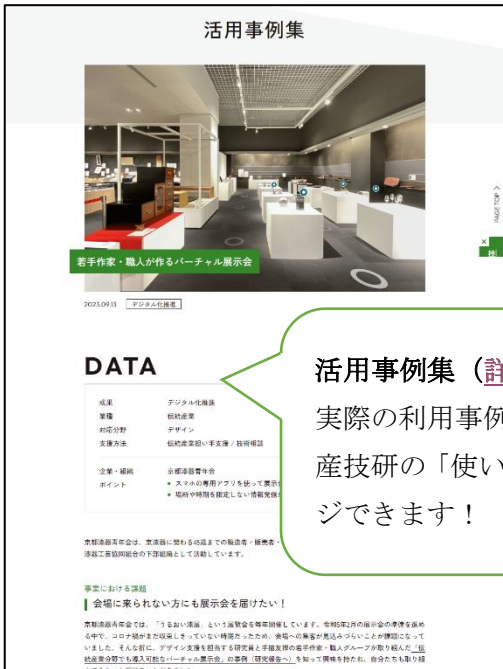 活用事例集
若手作家・職人が作るバーチャル展示会
2023.09.15 デジタル化推進
PAGE TOP
DATA
成果 デジタル化推進
業種 伝統産業
対応分野 デザイン
支援方法 伝統産業担い手支援 / 技術相談
企業・組織 京都漆器青年会
ポイント • スマホの専用アプリを使って展示会
• 場所や時間を限定しない情報発信
活用事例集（詳
実際の利用事例
産技研の「使い
ジできます！
京都漆器青年会は、京漆器に関わる45歳までの製造者・販売者・
漆器工芸協同組合の下部組織として活動しています。
事業における課題
会場に来られない方にも展示会を届けたい！
京都漆器青年会では、「うるおい漆展」という展覧会を毎年開催しています。令和5年2月の展示会の準備を進め
る中で、コロナ禍がまだ収束しきっていない時期だったため、会場への集客が見込みづらいことが課題になって
いました。そんな折に、デザイン支援を担当する研究員と手描友禅の若手作家・職人グループが取り組んだ「伝
統産業分野でも導入可能なバーチャル展示会」の事例（研究報告へ）を知って興味を持たれ、自分たちも取り組